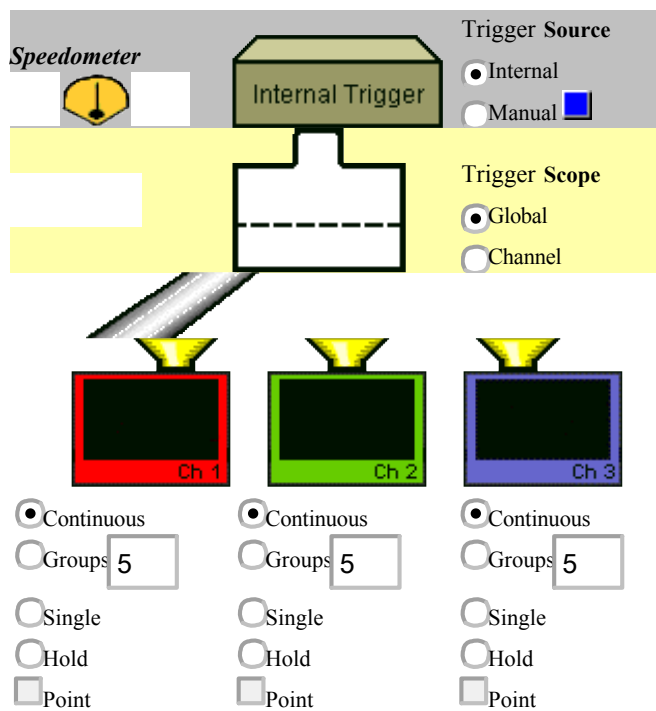 Trigger Source
Speedometer
Internal
Internal Trigger
Manual
Trigger Scope
Global
Channel
Ch 1 Ch 2 Ch 3
Continuous Continuous Continuous
Groups 5 Groups 5 Groups 5
Single Single Single
Hold Hold Hold
Point Point Point